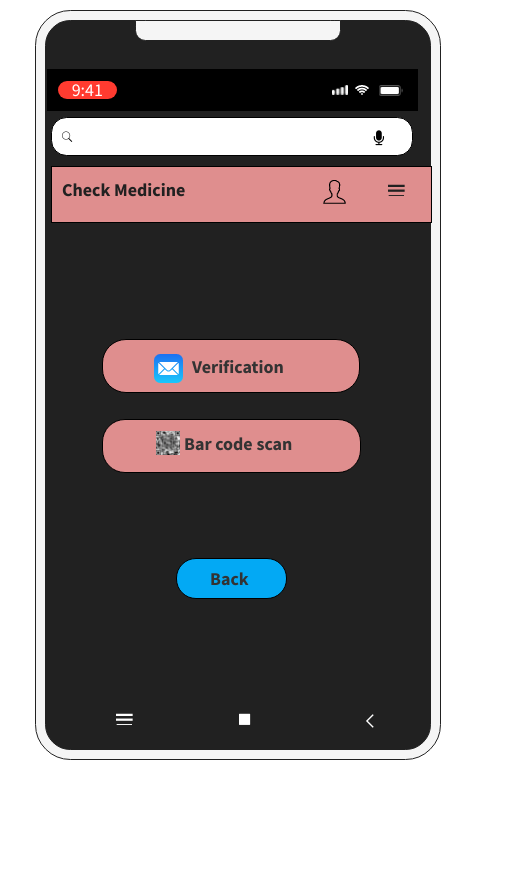 9:41
Check Medicine
Verification
Bar code scan
Back